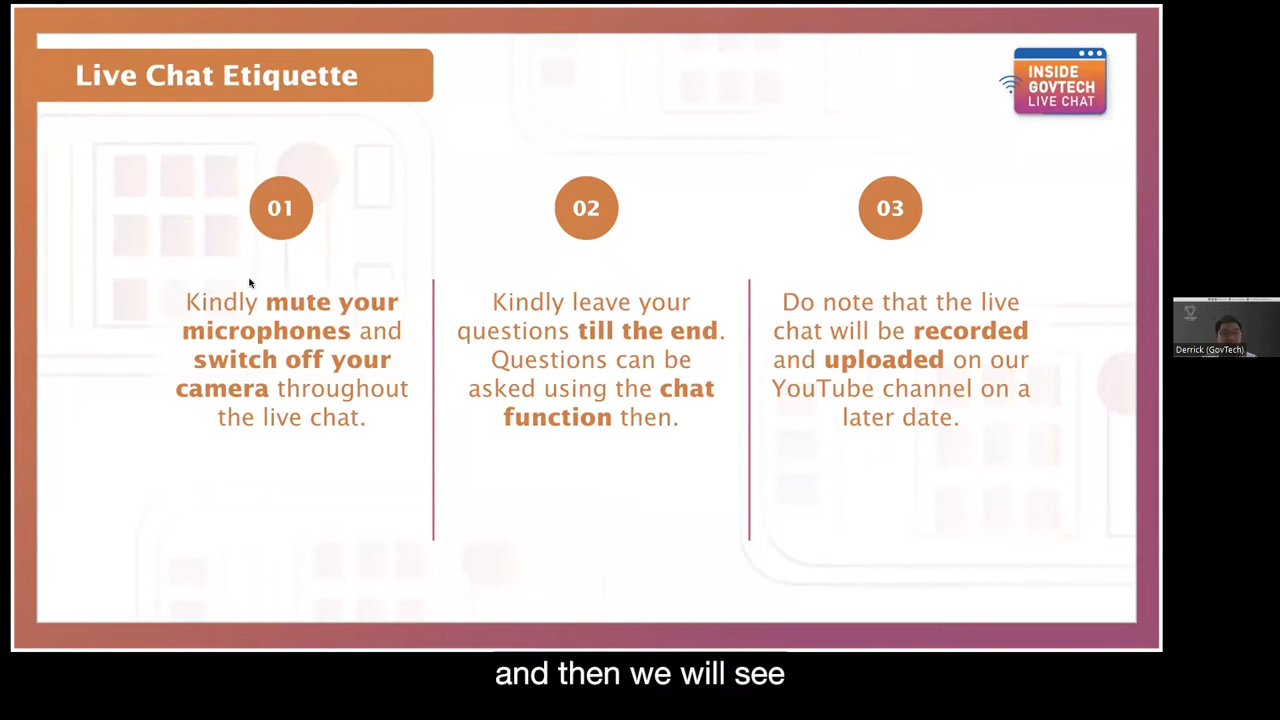 Live Chat Etiquette
INSIDE
GOVTECH
LIVE CHAT
01
Kindly mute your
microphones and
switch off your
camera throughout
the live chat.
02
Kindly leave your
questions till the end.
Questions can be
asked using the chat
function then.
03
Do note that the live
chat will be recorded
and uploaded on our
YouTube channel on a
later date.
Derrick (GovTech)
and then we will see